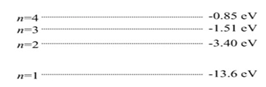 n=4 -0.85 eV
n=3 -1.51 eV
n=2 -3.40 eV
n=1 -13.6 eV